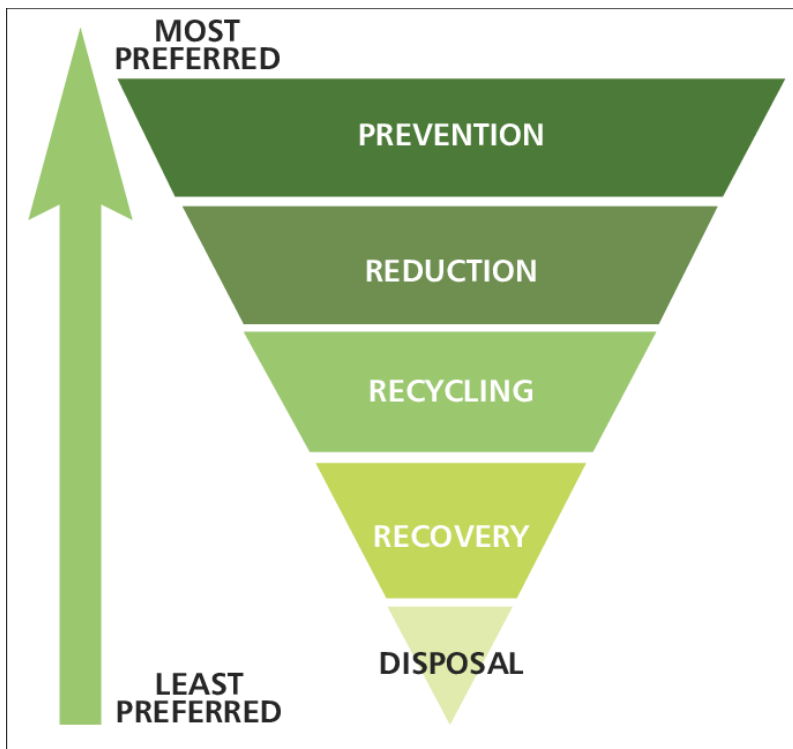 MOST
PREFERRED
PREVENTION
REDUCTION
RECYCLING
RECOVERY
DISPOSAL
LEAST
PREFERRED